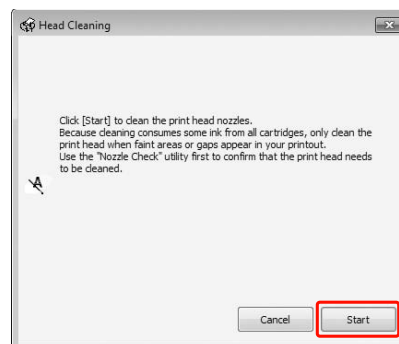 Head Cleaning
Click [Start] to clean the print head nozzles.
Because cleaning consumes some ink from all cartridges, only clean the
print head when faint areas or gaps appear in your printout.
Use the "Nozzle Check" utility first to confirm that the print head needs
to be cleaned.
A
Cancel Start